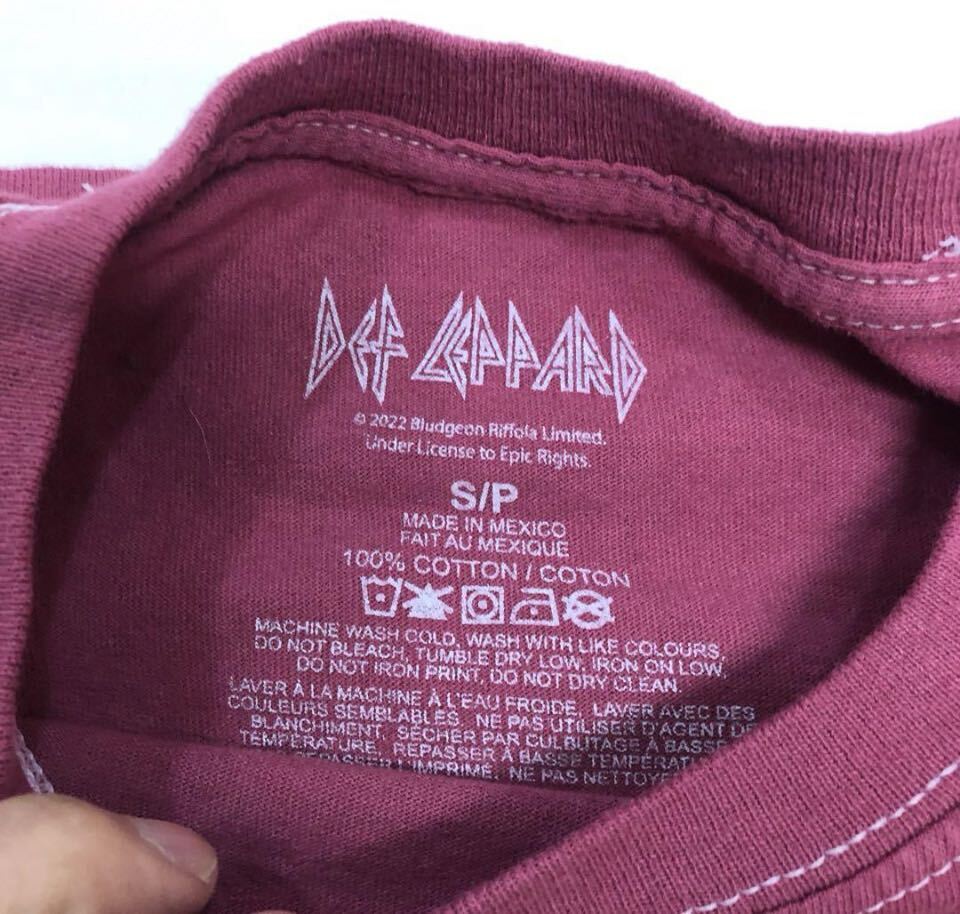 DEF LEPPARD
© 2022 Bludgeon Riffola Limited.
Under License to Epic Rights.
S/P
MADE IN MEXICO
FAIT AU MEXIQUE
100% COTTON / COTON
MACHINE WASH COLD, WASH WITH LIKE COLOURS,
DO NOT BLEACH, TUMBLE DRY LOW, IRON ON LOW,
DO NOT IRON PRINT, DO NOT DRY CLEAN.
LAVER À LA MACHINE À L'EAU FROIDE, LAVER AVEC DES
COULEURS SEMBLABLES, NE PAS UTILISER D'AGENT DE
BLANCHIMENT, SÉCHER PAR CULBUTAGE À BASSE
TEMPÉRATURE, REPASSER À BASSE
L'IMPRIMÉ, NE PAS